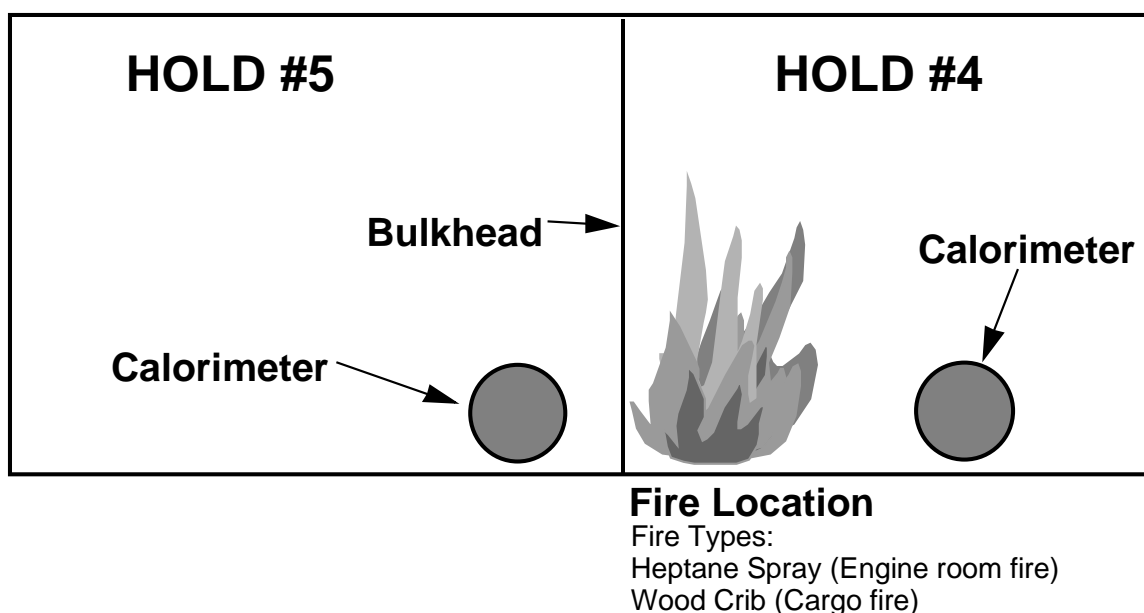 HOLD #5
HOLD #4
Bulkhead
Calorimeter
Calorimeter
Fire Location
Fire Types:
Heptane Spray (Engine room fire)
Wood Crib (Cargo fire)